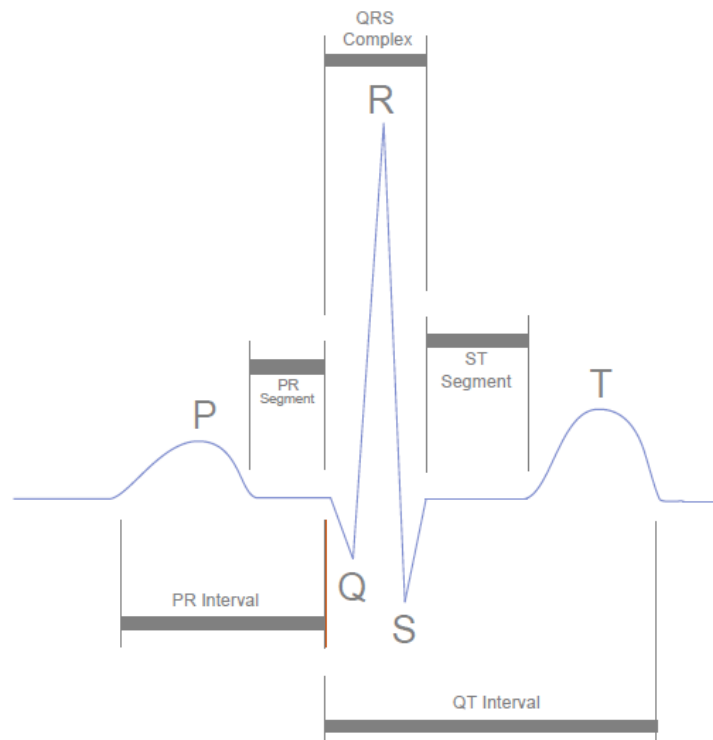 QRS
Complex
R
ST
Segment
PR
Segment
P
T
Q
S
PR Interval
QT Interval